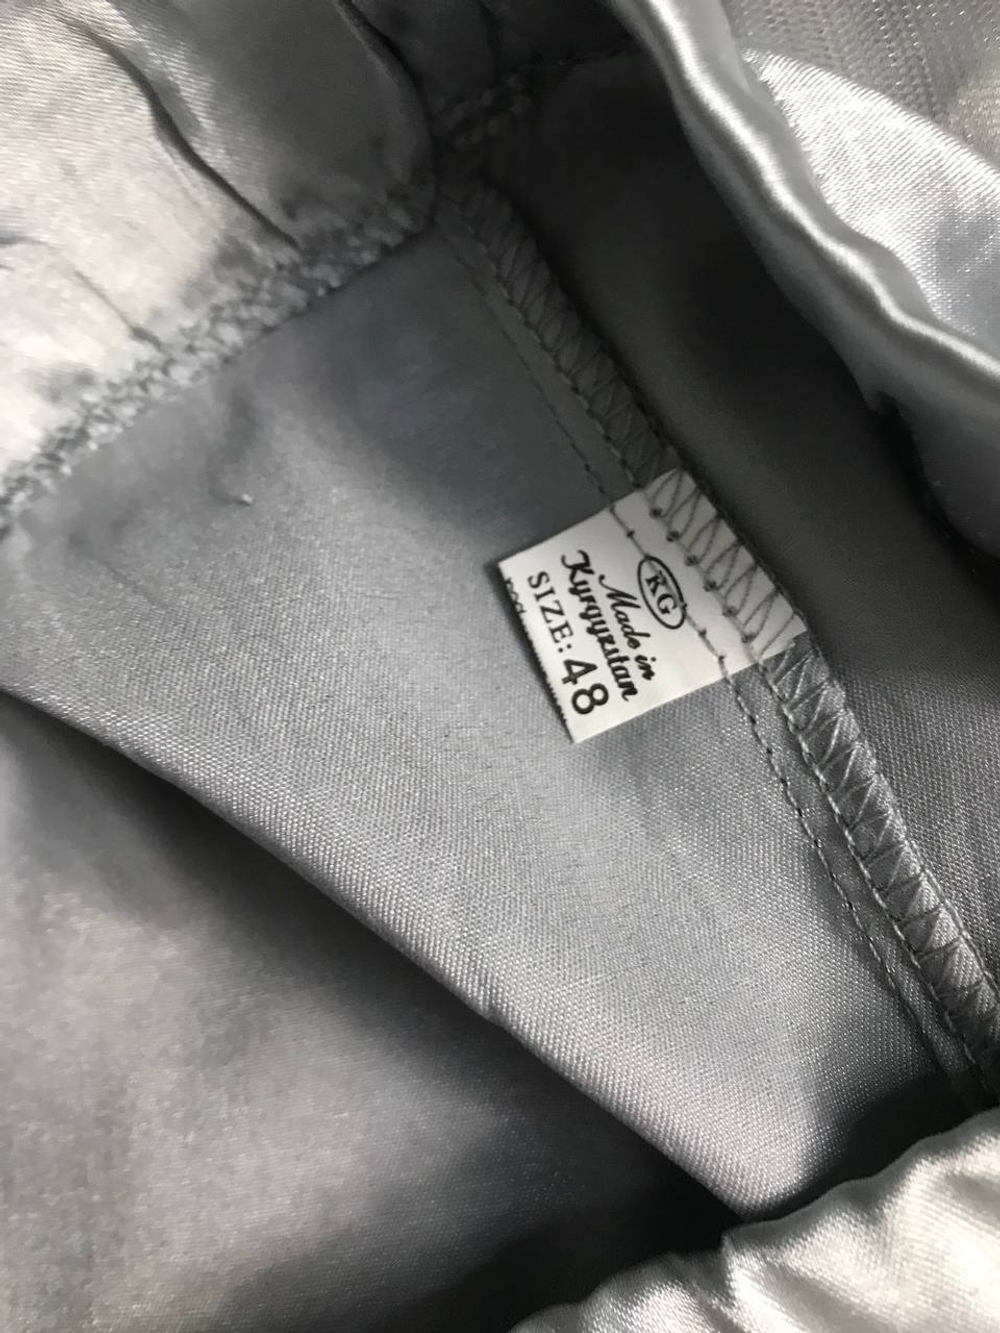 KG
Made in
Kyrgyzstan
SIZE: 48